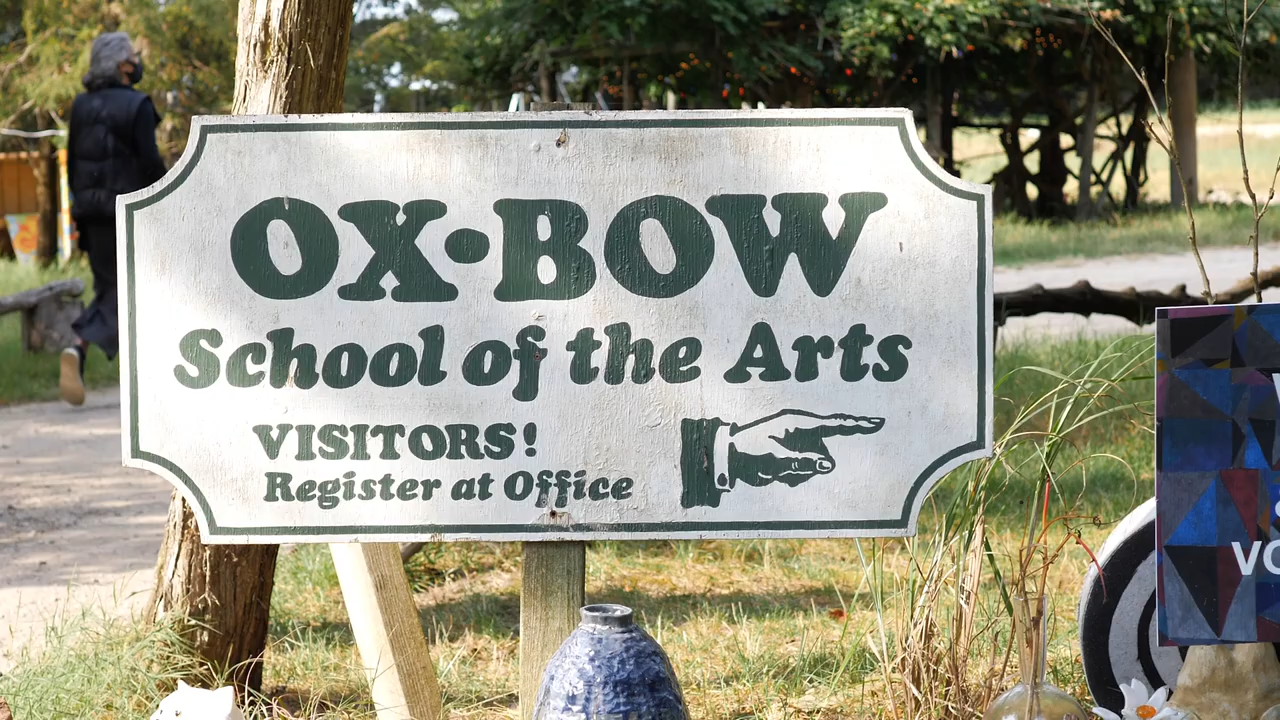 OX•BOW
School of the Arts
VISITORS!
Register at Office